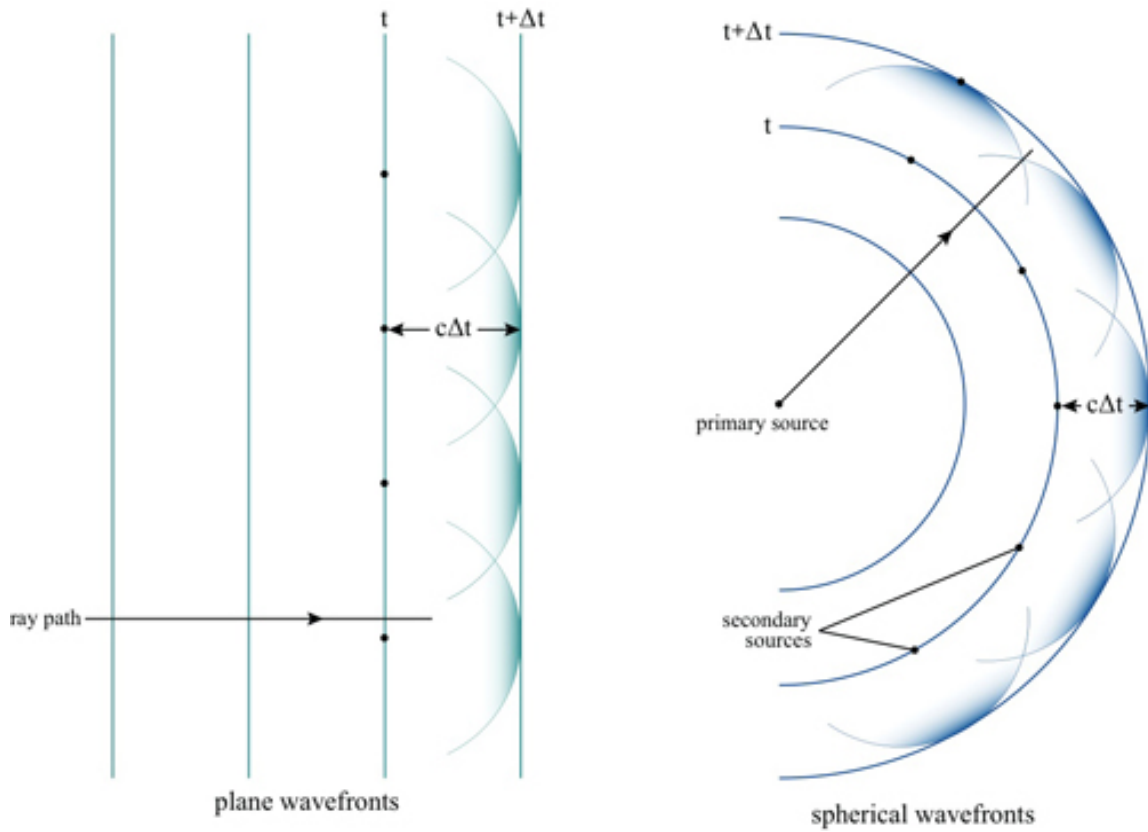 t
t+Δt
cΔt
ray path
plane wavefronts
t+Δt
t
primary source
cΔt
secondary
sources
spherical wavefronts